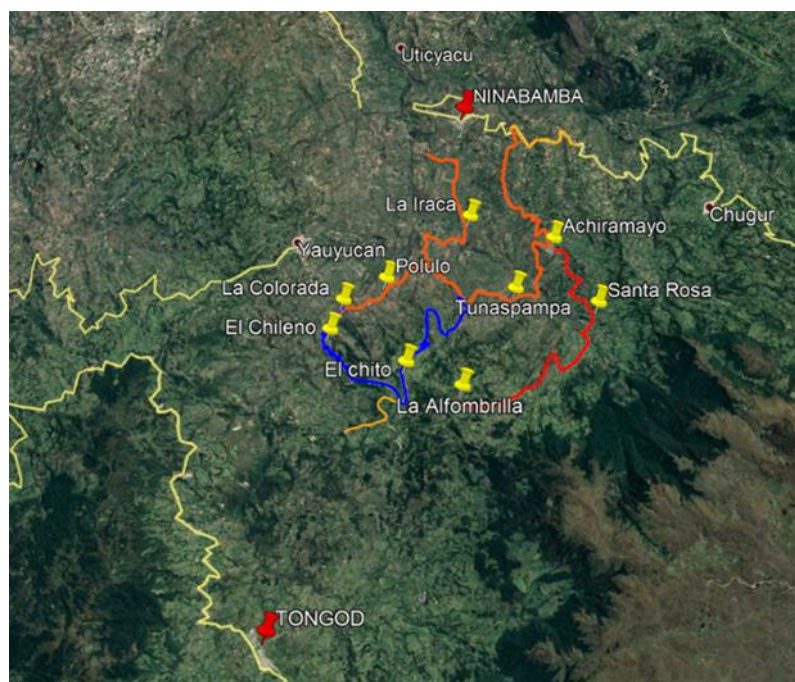 Uticyacu
NINABAMBA
La Iraca
Chugur
Achiramayo
Yauyucan
Polulo
La Colorada
Santa Rosa
Tunaspampa
El Chileno
El chito
La Alfombrilla
TONGOD